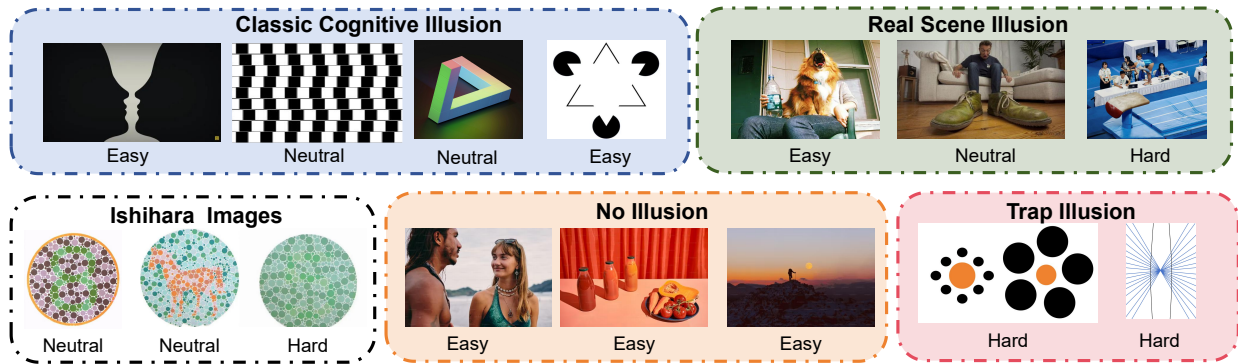 Classic Cognitive Illusion
Easy
Neutral
Neutral
Easy
Real Scene Illusion
Easy
Neutral
Hard
Ishihara Images
8
Neutral
Neutral
Hard
No Illusion
Easy
Easy
Easy
Trap Illusion
Hard
Hard